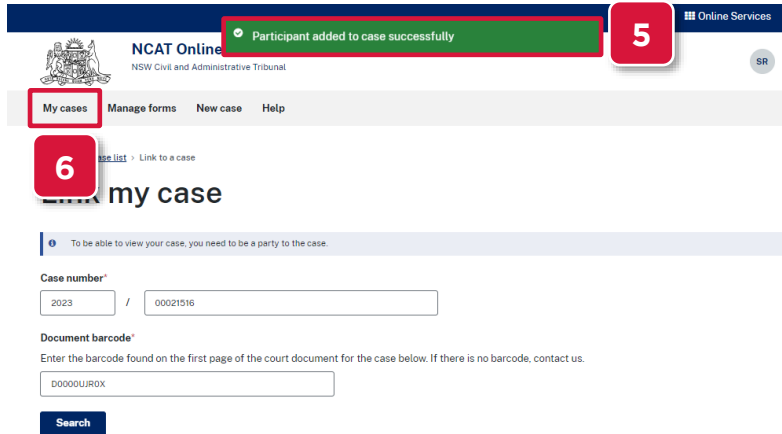 Online Services
Participant added to case successfully
5
NCAT Online
NSW Civil and Administrative Tribunal
SR
My cases Manage forms New case Help
6
list > Link to a case
my case
To be able to view your case, you need to be a party to the case.
Case number*
2023 / 00021516
Document barcode*
Enter the barcode found on the first page of the court document for the case below. If there is no barcode, contact us.
D0000UJR0X
Search